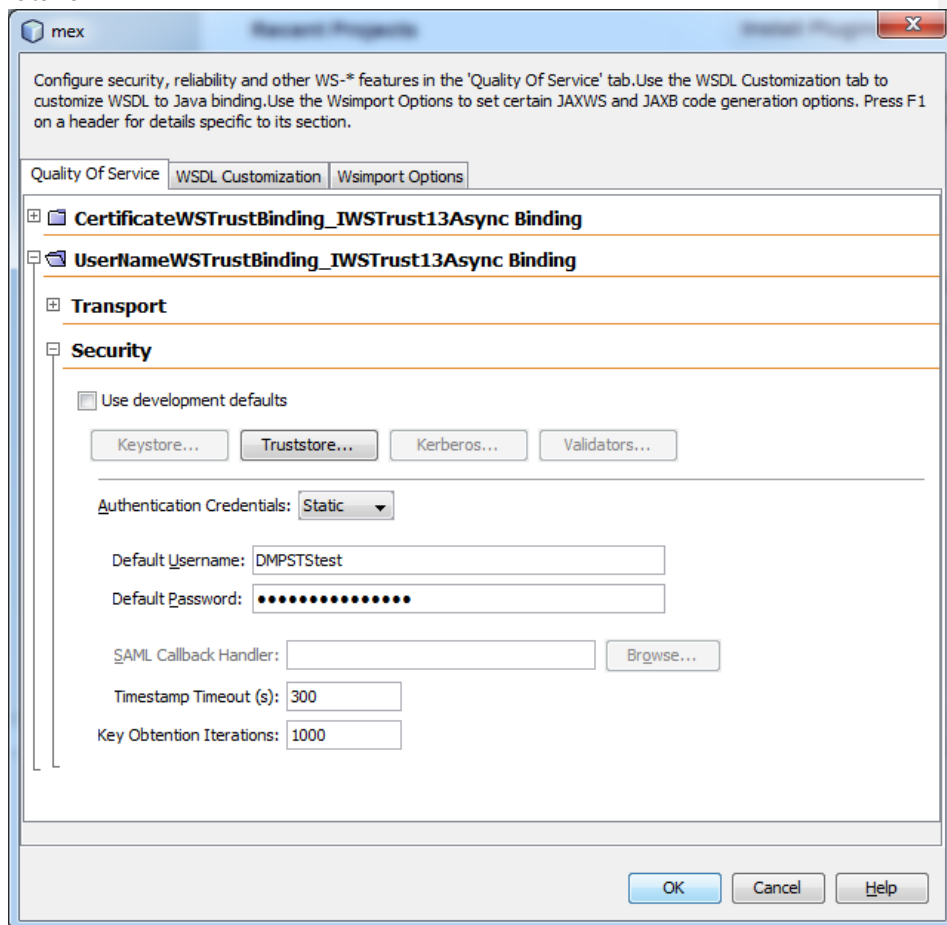 mex
Recent Projects
Configure security, reliability and other WS-* features in the 'Quality Of Service' tab.Use the WSDL Customization tab to
customize WSDL to Java binding.Use the Wsimport Options to set certain JAXWS and JAXB code generation options. Press F1
on a header for details specific to its section.
Quality Of Service WSDL Customization Wsimport Options
CertificateWSTrustBinding_IWSTrust13Async Binding
UserNameWSTrustBinding_IWSTrust13Async Binding
Transport
Security
Use development defaults
Keystore... Truststore... Kerberos... Validators...
Authentication Credentials: Static
Default Username: DMPSTStest
Default Password: •••••••••••••••
SAML Callback Handler: Browse...
Timestamp Timeout (s): 300
Key Obtention Iterations: 1000
OK Cancel Help